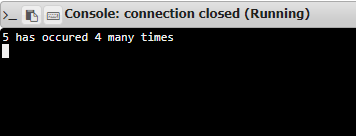 Console: connection closed (Running)
5 has occured 4 many times